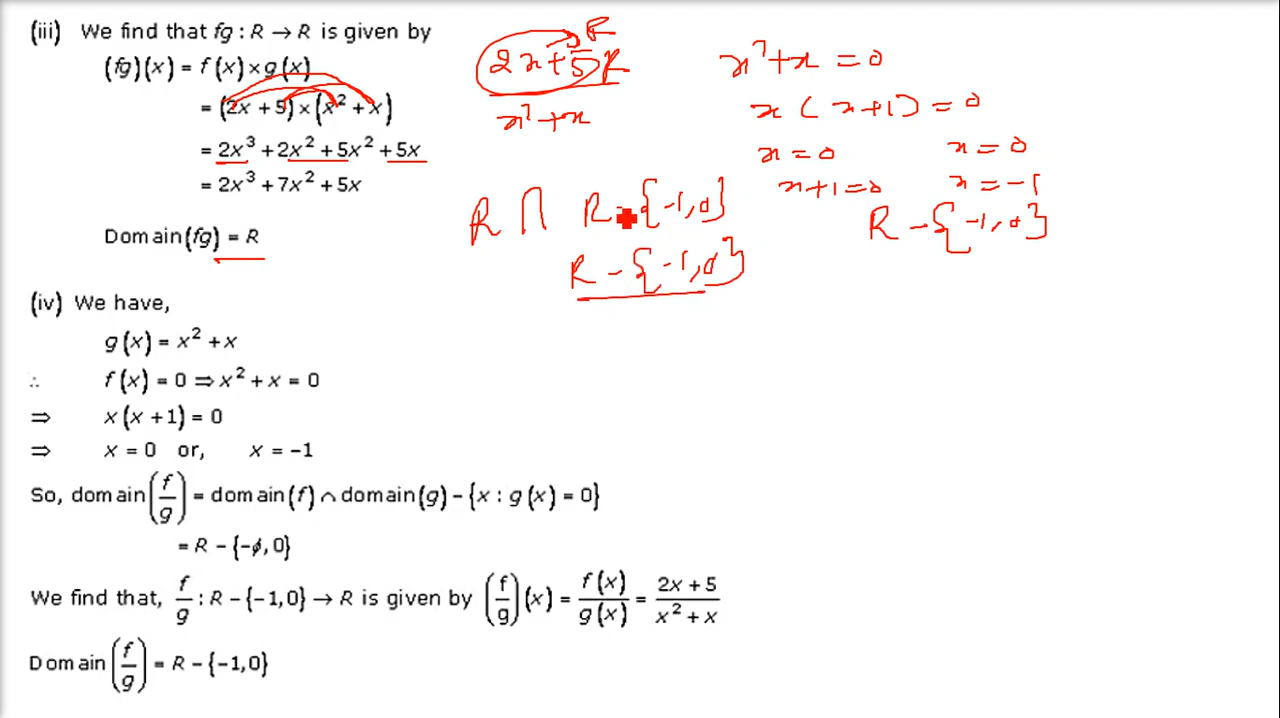 (iii) We find that fg : R → R is given by
(fg)(x) = f(x) × g(x)
= (2x + 5) × (x² + x)
= 2x³ + 2x² + 5x² + 5x
= 2x³ + 7x² + 5x
Domain(fg) = R
2x+5 R
R
x²+x
x²+x = 0
x (x+1) = 0
x = 0 x = 0
x+1 = 0 x = -1
R ∩ R - {-1, 0}
R - {-1, 0}
R - {-1, 0}
(iv) We have,
g(x) = x² + x
∴ f(x) = 0 ⇒ x² + x = 0
⇒ x(x + 1) = 0
⇒ x = 0 or, x = -1
So, domain(f/g) = domain(f) ∩ domain(g) - {x : g(x) = 0}
= R - {-ϕ, 0}
We find that, f/g : R - {-1, 0} → R is given by (f/g)(x) = f(x)/g(x) = 2x + 5/x² + x
Domain(f/g) = R - {-1, 0}